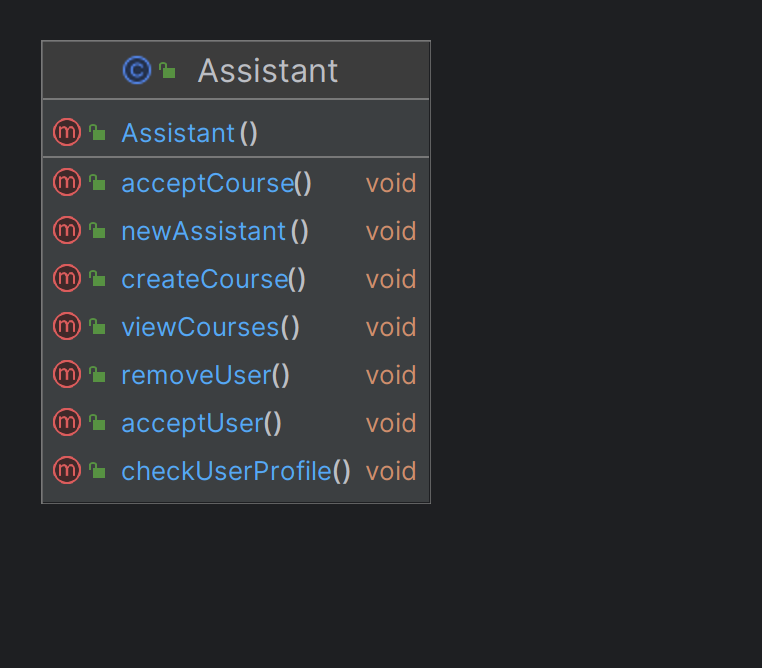 © Assistant
m Assistant()
m acceptCourse() void
m newAssistant() void
m createCourse() void
m viewCourses() void
m removeUser() void
m acceptUser() void
m checkUserProfile() void